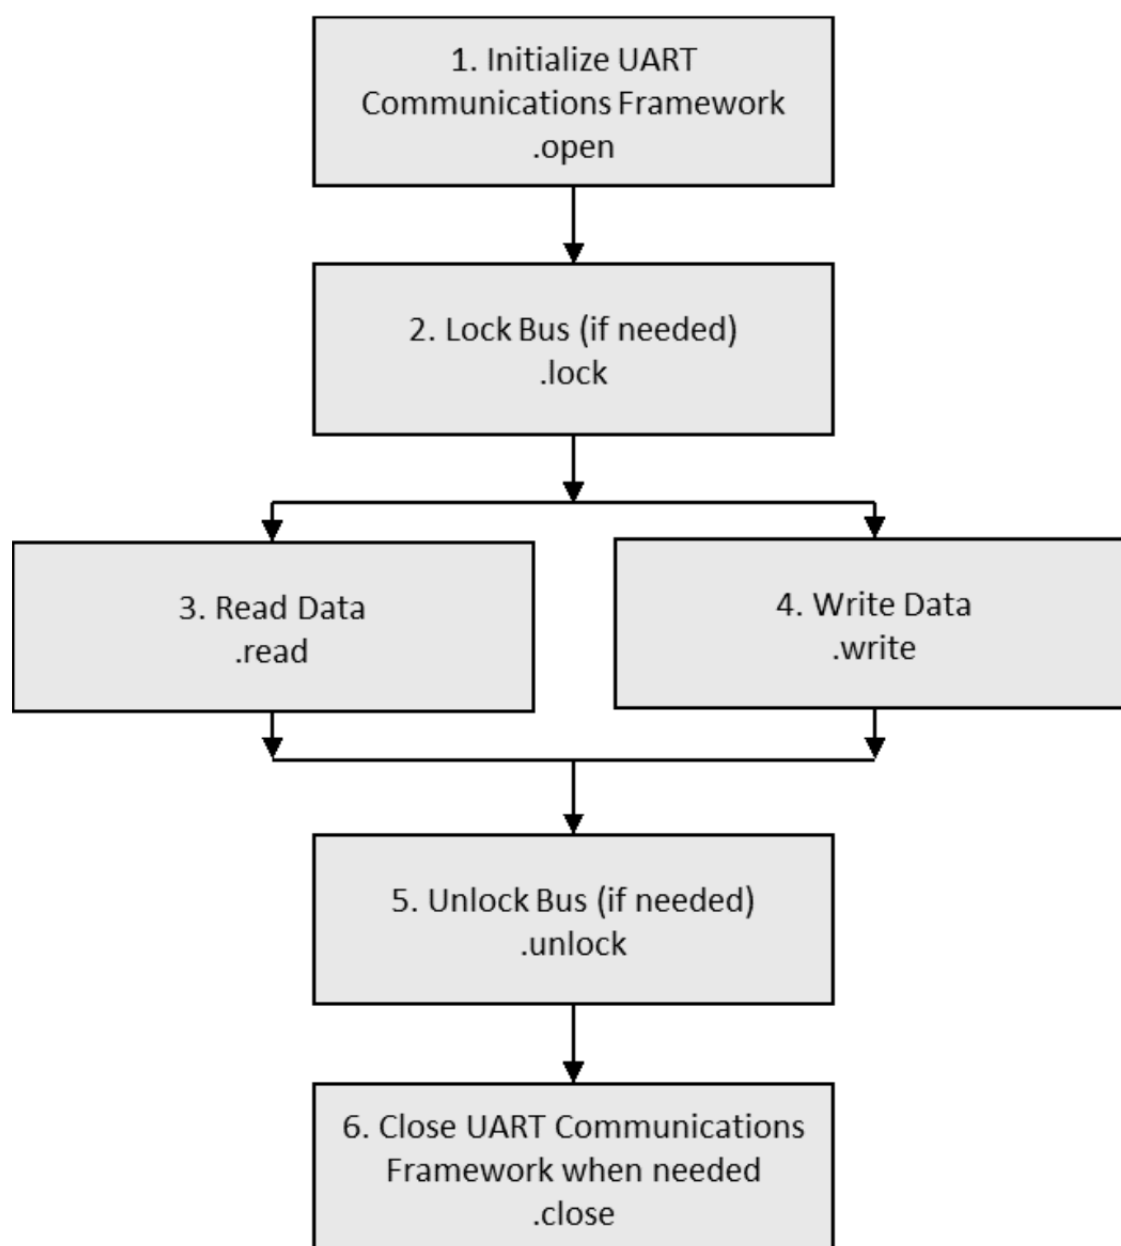 1. Initialize UART
Communications Framework
.open
2. Lock Bus (if needed)
.lock
3. Read Data
.read
4. Write Data
.write
5. Unlock Bus (if needed)
.unlock
6. Close UART Communications
Framework when needed
.close